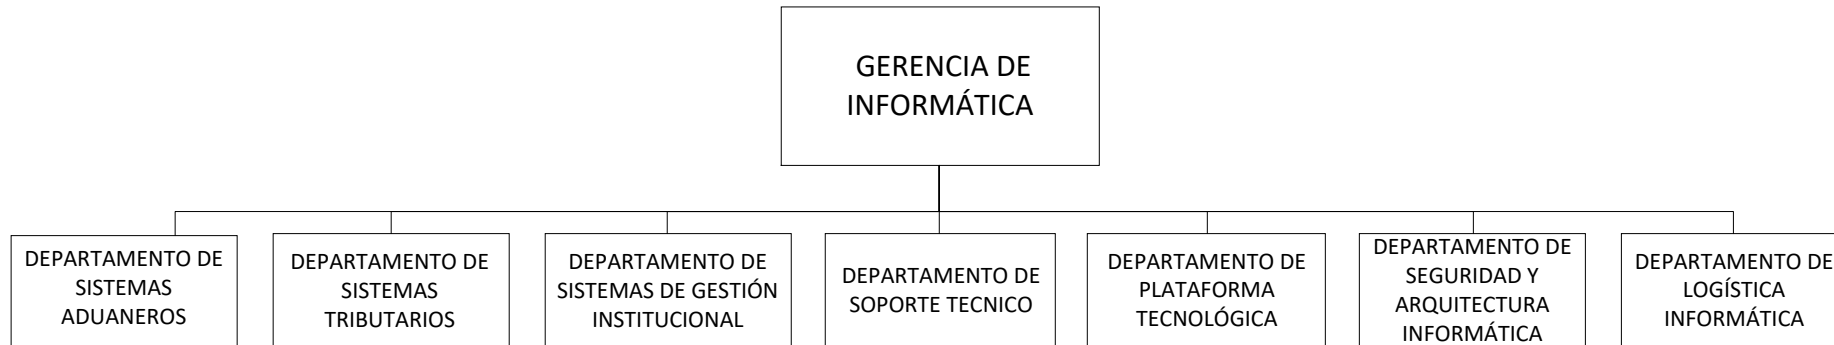 GERENCIA DE
INFORMÁTICA
DEPARTAMENTO DE
SISTEMAS
ADUANEROS
DEPARTAMENTO DE
SISTEMAS
TRIBUTARIOS
DEPARTAMENTO DE
SISTEMAS DE GESTIÓN
INSTITUCIONAL
DEPARTAMENTO DE
SOPORTE TECNICO
DEPARTAMENTO DE
PLATAFORMA
TECNOLÓGICA
DEPARTAMENTO DE
SEGURIDAD Y
ARQUITECTURA
INFORMÁTICA
DEPARTAMENTO DE
LOGÍSTICA
INFORMÁTICA